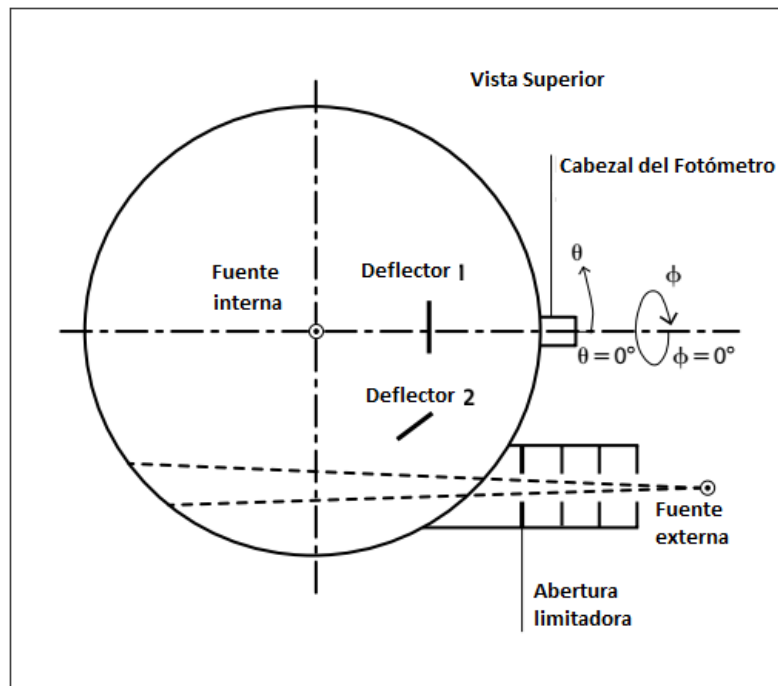 Vista Superior
Cabezal del Fotómetro
Fuente
interna
Deflector 1
θ
ϕ
θ = 0°
ϕ = 0°
Deflector 2
Fuente
externa
Abertura
limitadora